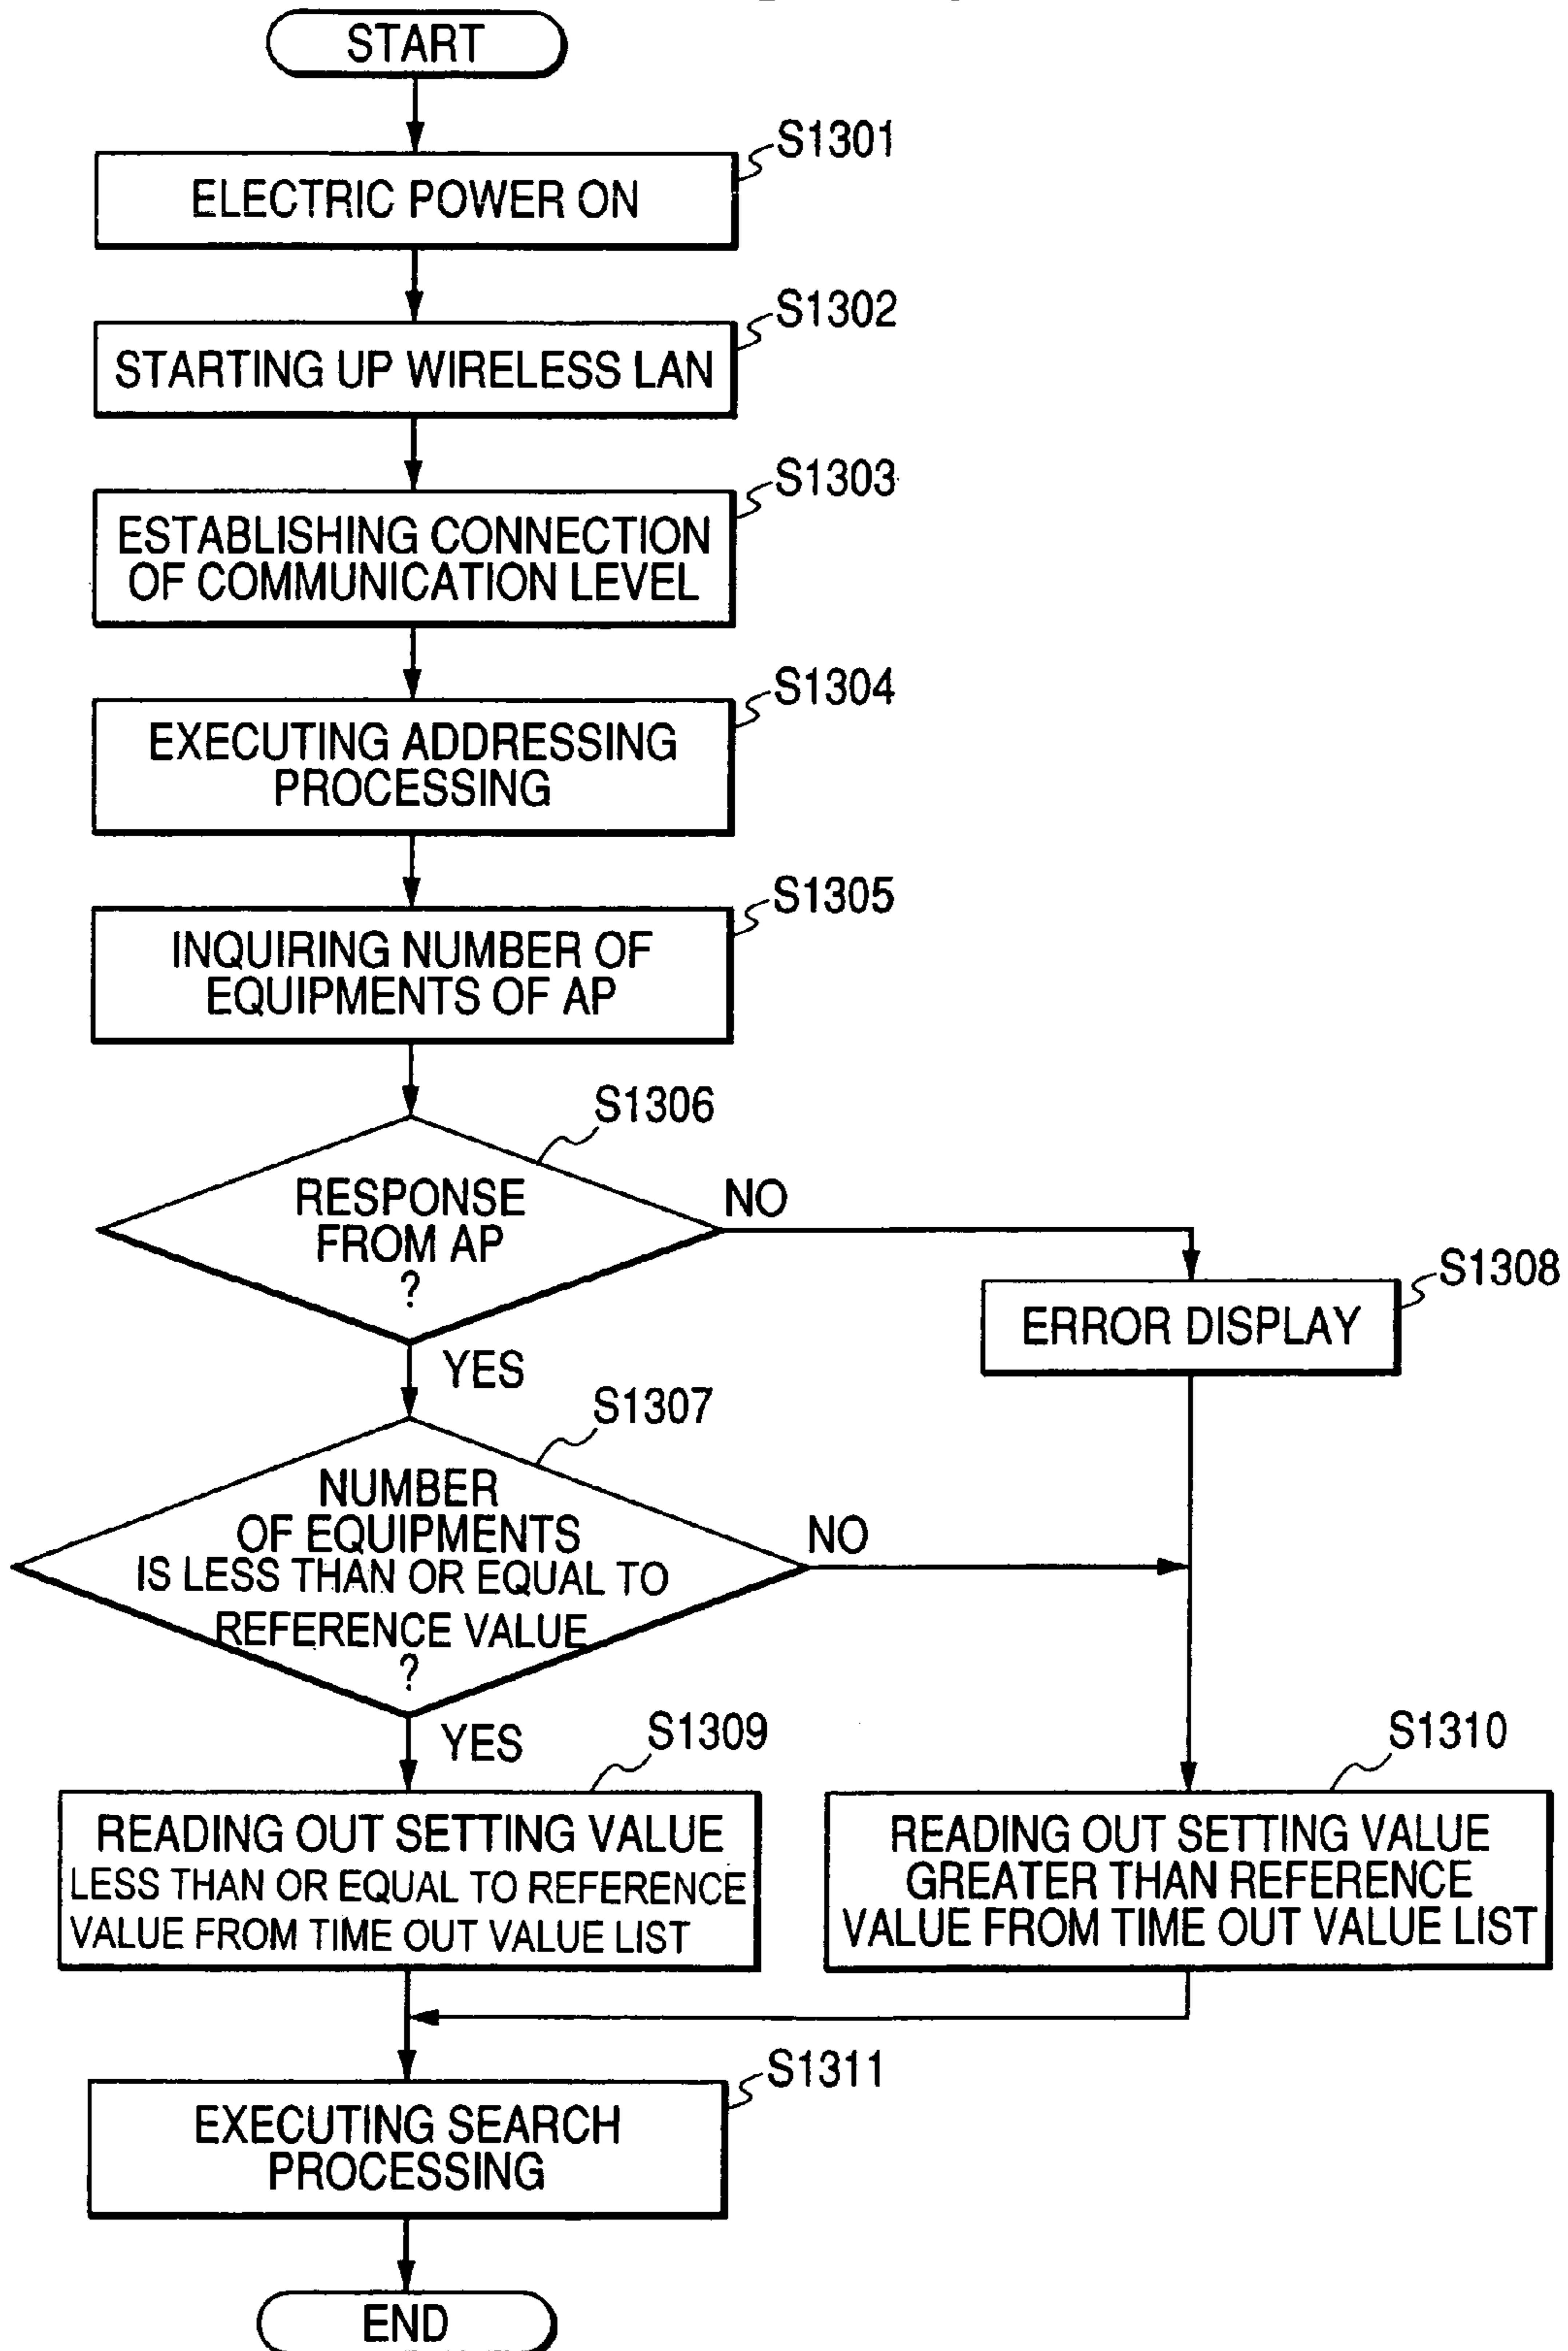 START
S1301
ELECTRIC POWER ON
S1302
STARTING UP WIRELESS LAN
S1303
ESTABLISHING CONNECTION
OF COMMUNICATION LEVEL
S1304
EXECUTING ADDRESSING
PROCESSING
S1305
INQUIRING NUMBER OF
EQUIPMENTS OF AP
S1306
RESPONSE
FROM AP
?
NO
S1308
ERROR DISPLAY
YES
S1307
NUMBER
OF EQUIPMENTS
IS LESS THAN OR EQUAL TO
REFERENCE VALUE
?
NO
YES
S1309
READING OUT SETTING VALUE
LESS THAN OR EQUAL TO REFERENCE
VALUE FROM TIME OUT VALUE LIST
S1310
READING OUT SETTING VALUE
GREATER THAN REFERENCE
VALUE FROM TIME OUT VALUE LIST
S1311
EXECUTING SEARCH
PROCESSING
END